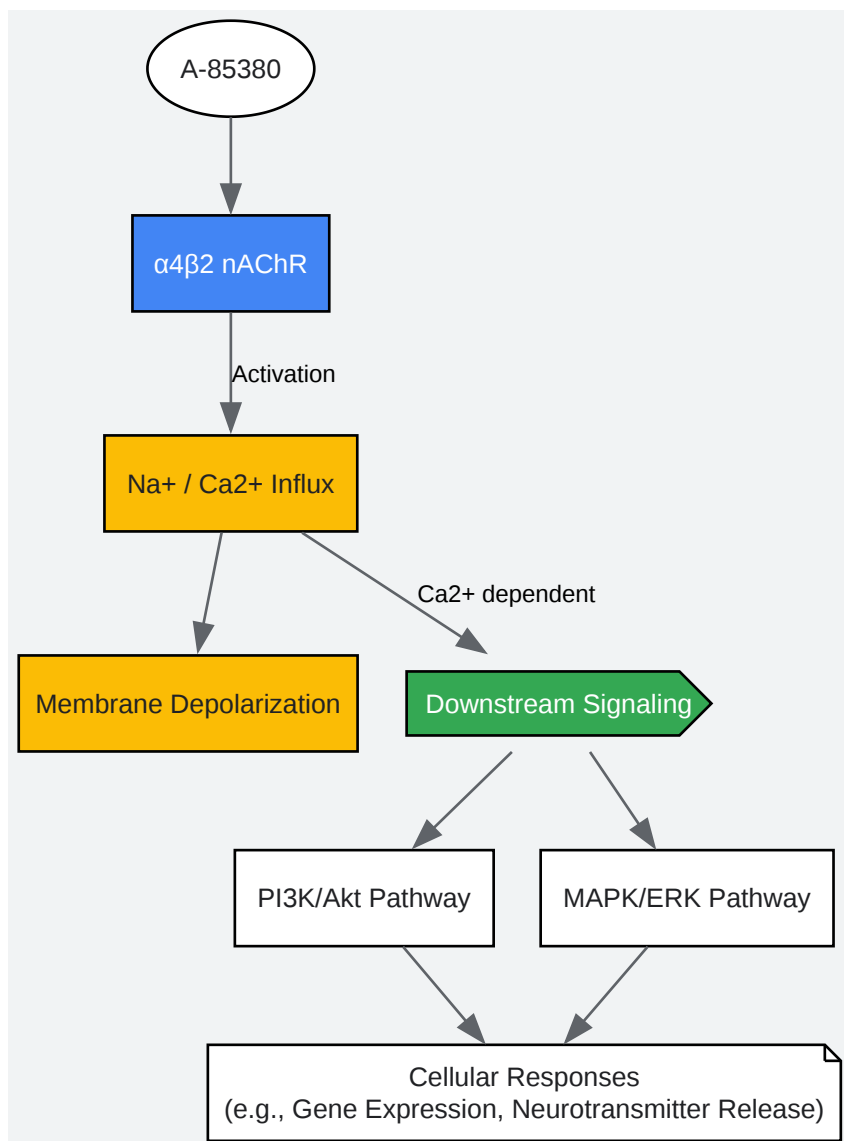 A-85380
α4β2 nAChR
Activation
Na+ / Ca2+ Influx
Ca2+ dependent
Membrane Depolarization
Downstream Signaling
PI3K/Akt Pathway
MAPK/ERK Pathway
Cellular Responses
(e.g., Gene Expression, Neurotransmitter Release)